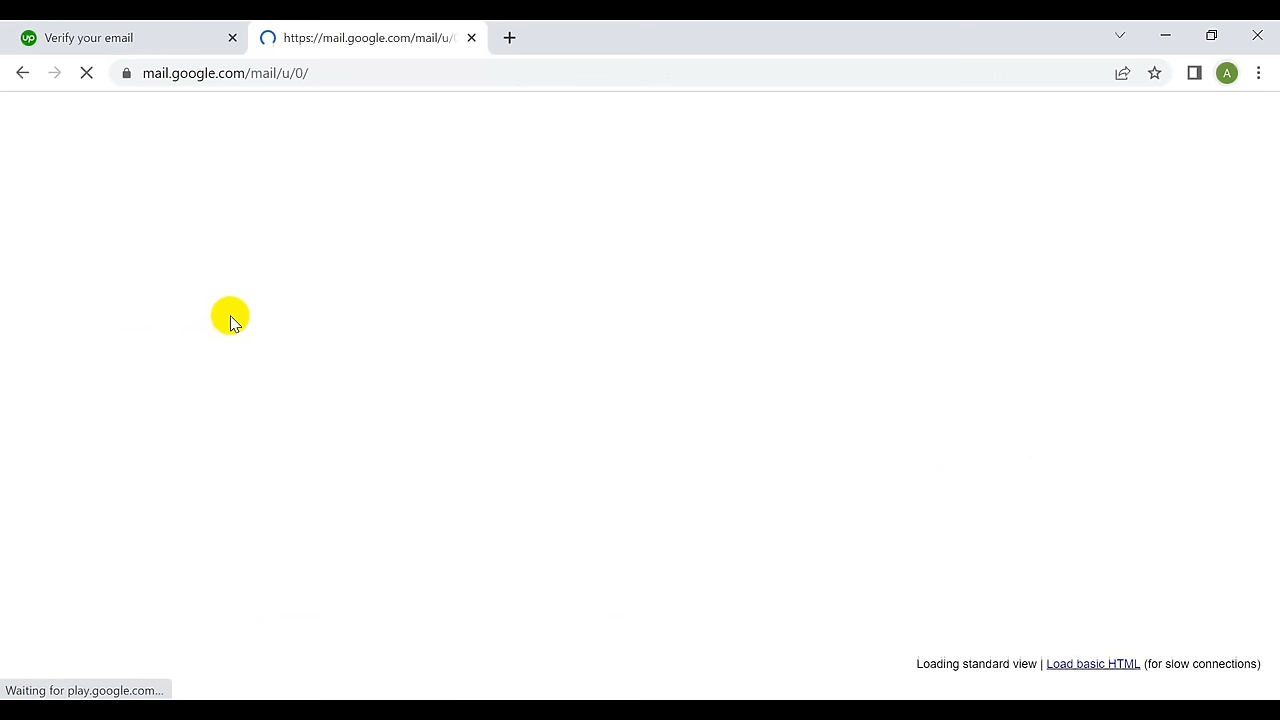 up Verify your email
https://mail.google.com/mail/u/
mail.google.com/mail/u/0/
A
Loading standard view | Load basic HTML (for slow connections)
Waiting for play.google.com...